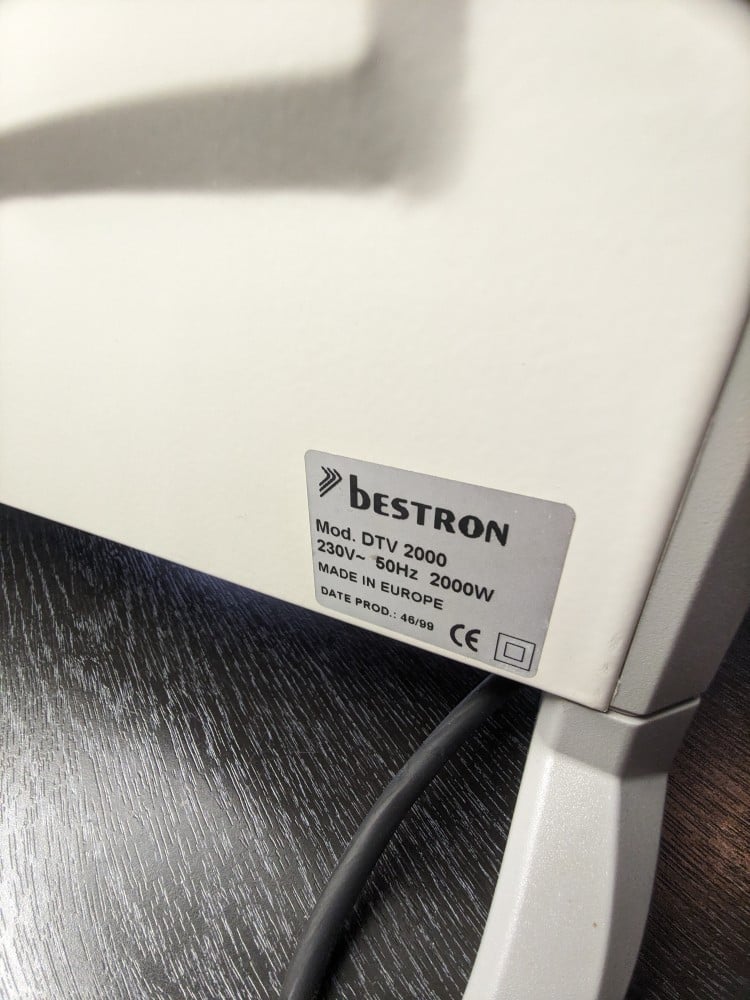 bESTRON
Mod. DTV 2000
230V~ 50Hz 2000W
MADE IN EUROPE
DATE PROD.: 46/99
CE